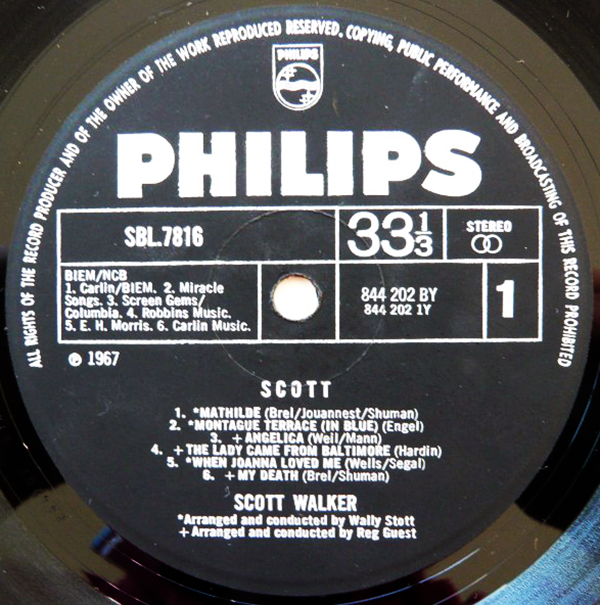 ALL RIGHTS OF THE RECORD PRODUCER AND OF THE OWNER OF THE WORK REPRODUCED RESERVED. COPYING, PUBLIC PERFORMANCE AND BROADCASTING OF THIS RECORD PROHIBITED
PHILIPS
PHILIPS
SBL.7816
33⅓
STEREO
BIEM/NCB
1. Carlin/BIEM. 2. Miracle
Songs. 3. Screen Gems/
Columbia. 4. Robbins Music.
5. E. H. Morris. 6. Carlin Music.
844 202 BY
844 202 1Y
1
℗ 1967
SCOTT
1. *MATHILDE (Brel/Jouannest/Shuman)
2. *MONTAGUE TERRACE (IN BLUE) (Engel)
3. +ANGELICA (Weil/Mann)
4. +THE LADY CAME FROM BALTIMORE (Hardin)
5. *WHEN JOANNA LOVED ME (Wells/Segal)
6. +MY DEATH (Brel/Shuman)
SCOTT WALKER
*Arranged and conducted by Wally Stott
+Arranged and conducted by Reg Guest